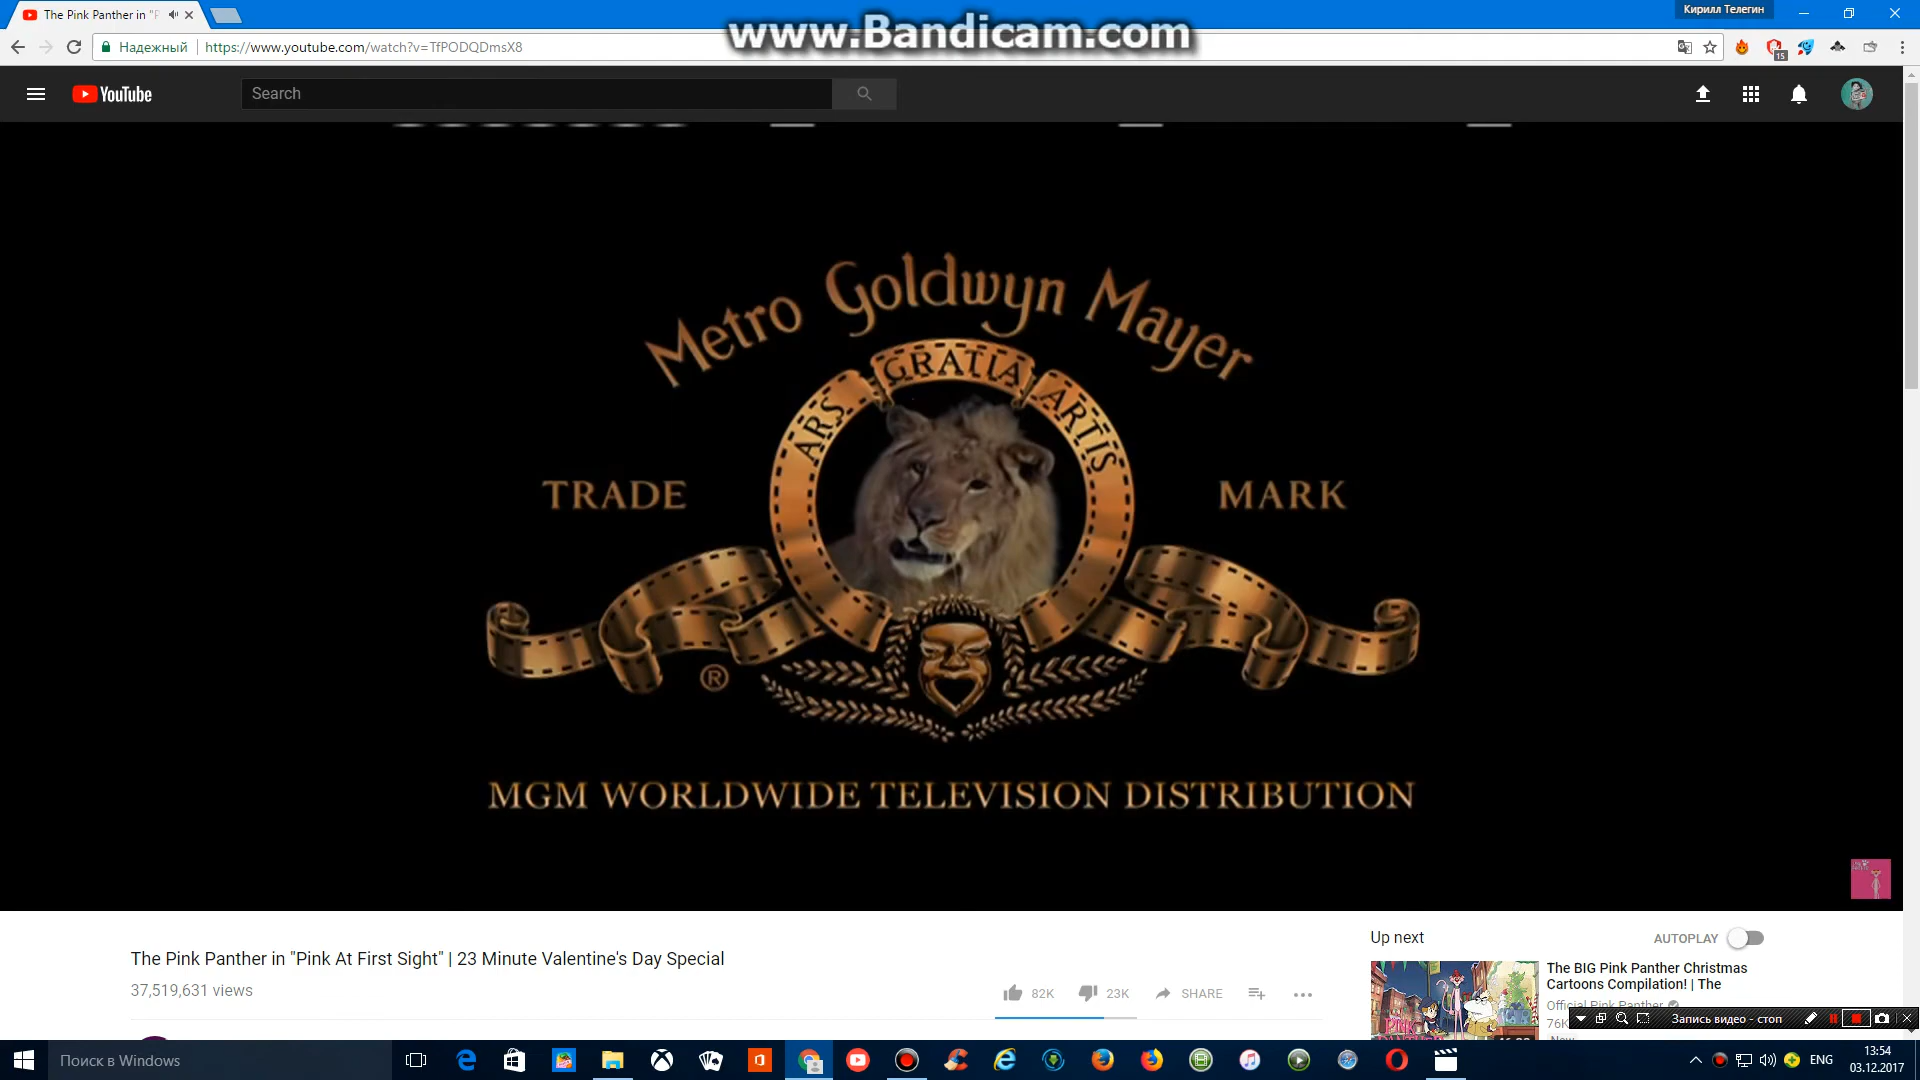 The Pink Panther in "P
www.Bandicam.com
Кирилл Телегин
Надежный
https://www.youtube.com/watch?v=TfPODQDmsX8
15
YouTube
Search
Metro Goldwyn Mayer
ARS GRATIA ARTIS
TRADE
MARK
®
MGM WORLDWIDE TELEVISION DISTRIBUTION
The Pink Panther in "Pink At First Sight" | 23 Minute Valentine's Day Special
37,519,631 views
82K
23K
SHARE
Up next
AUTOPLAY
The BIG Pink Panther Christmas
Cartoons Compilation! | The
Official Pink Panther
76K
Запись видео - стоп
Поиск в Windows
ENG
13:54
03.12.2017